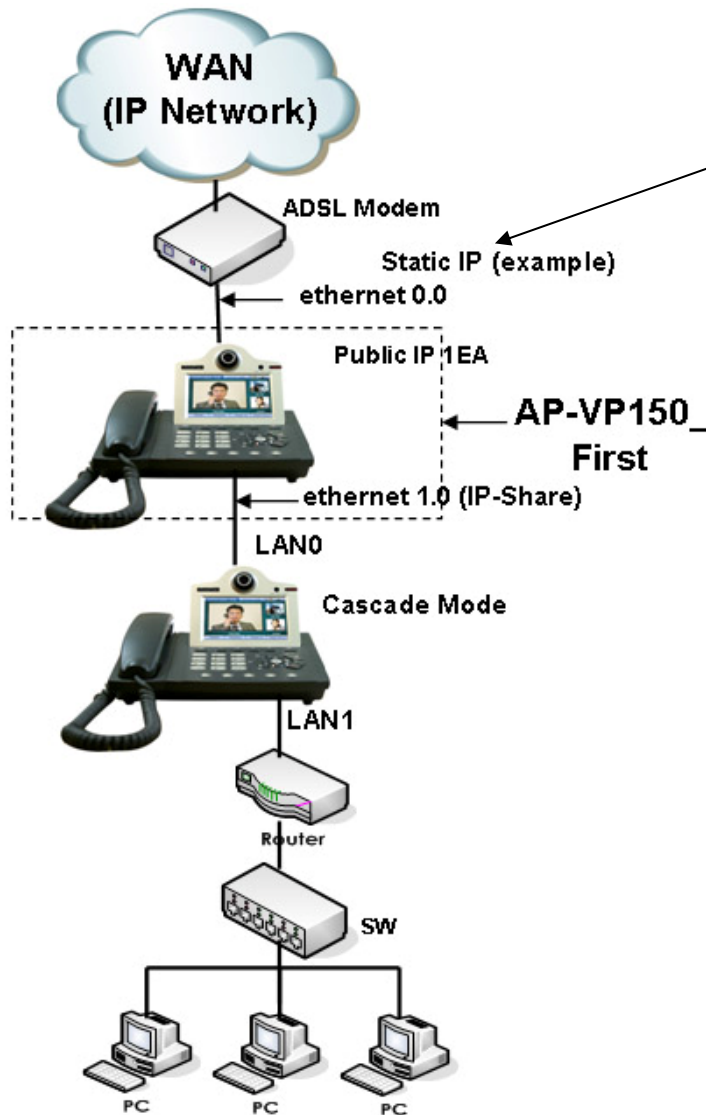 WAN
(IP Network)
ADSL Modem
Static IP (example)
ethernet 0.0
Public IP 1EA
AP-VP150_
First
ethernet 1.0 (IP-Share)
LAN0
Cascade Mode
LAN1
Router
SW
PC
PC
PC